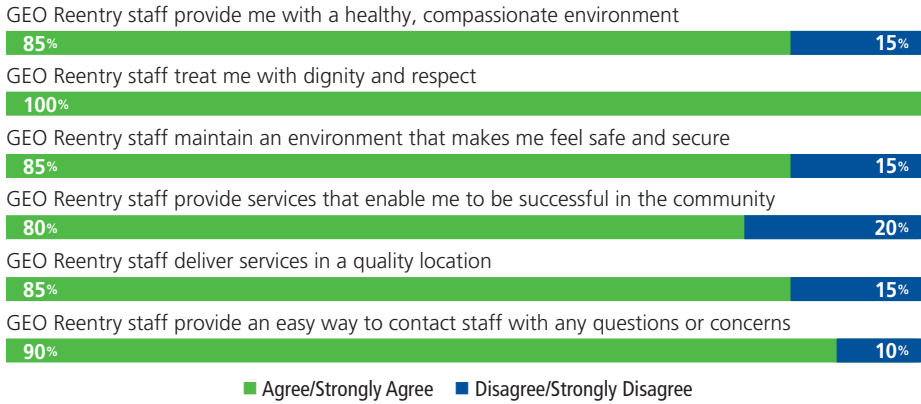 GEO Reentry staff provide me with a healthy, compassionate environment
85% 15%
GEO Reentry staff treat me with dignity and respect
100%
GEO Reentry staff maintain an environment that makes me feel safe and secure
85% 15%
GEO Reentry staff provide services that enable me to be successful in the community
80% 20%
GEO Reentry staff deliver services in a quality location
85% 15%
GEO Reentry staff provide an easy way to contact staff with any questions or concerns
90% 10%
Agree/Strongly Agree Disagree/Strongly Disagree